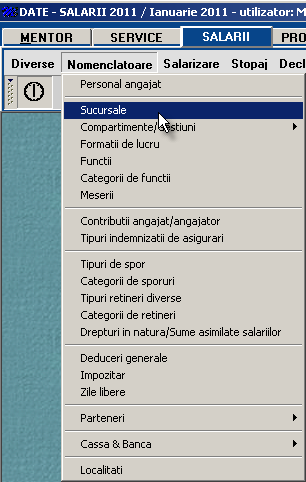 DATE - SALARII 2011 / Ianuarie 2011 - utilizator: M
MENTOR SERVICE SALARII PRO
Diverse Nomenclatoare Salarizare Stopaj Decl
Personal angajat
Sucursale
Compartimente/Gestiuni
Formatii de lucru
Functii
Categorii de functii
Meserii
Contributii angajat/angajator
Tipuri indemnizatii de asigurari
Tipuri de spor
Categorii de sporuri
Tipuri retineri diverse
Categorii de retineri
Drepturi in natura/Sume asimilate salariilor
Deduceri generale
Impozitar
Zile libere
Parteneri
Cassa & Banca
Localitati